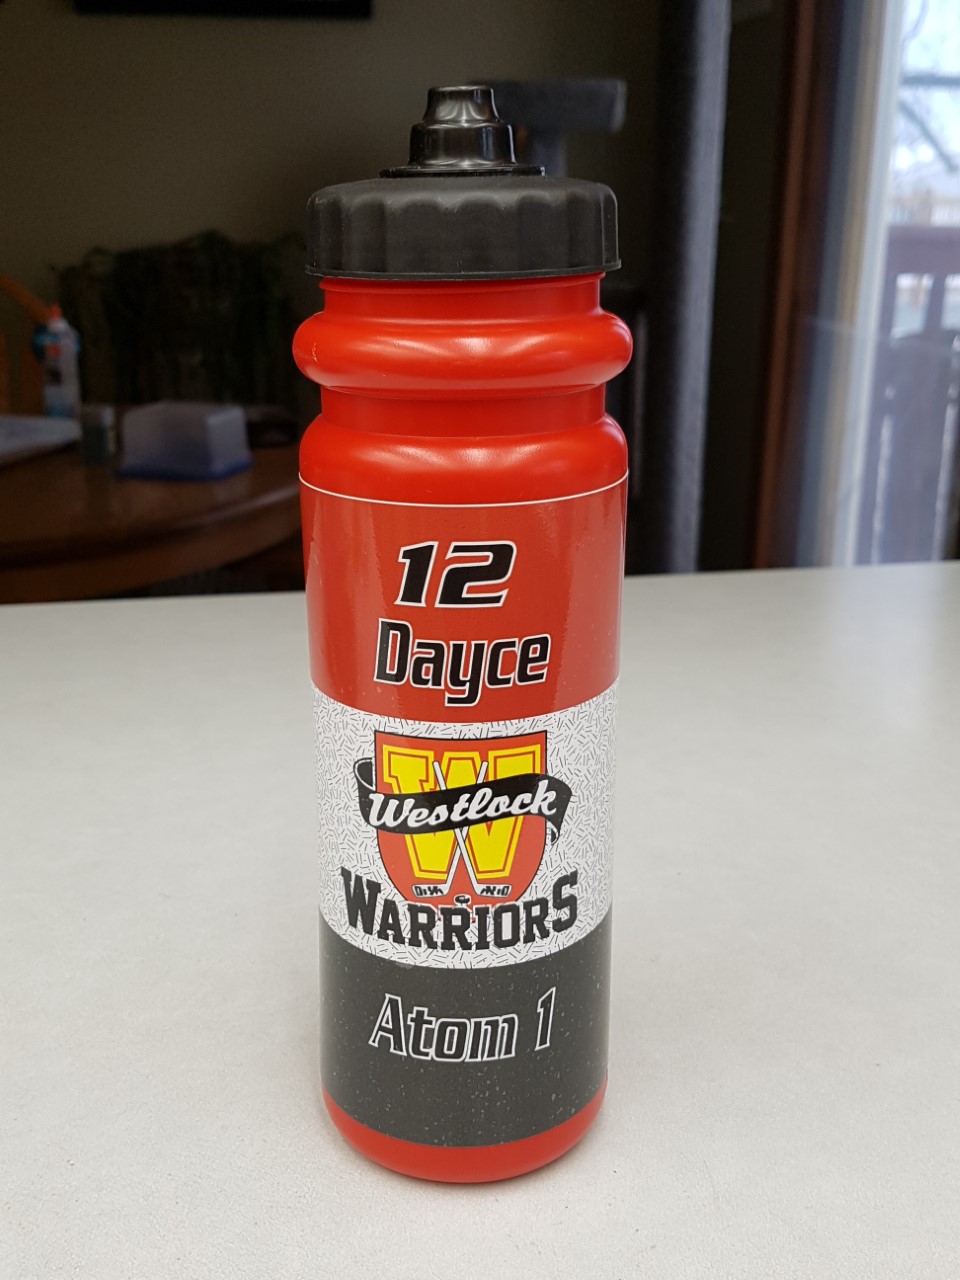 12
Dayce
W
Westlock
WARRIORS
Atom 1